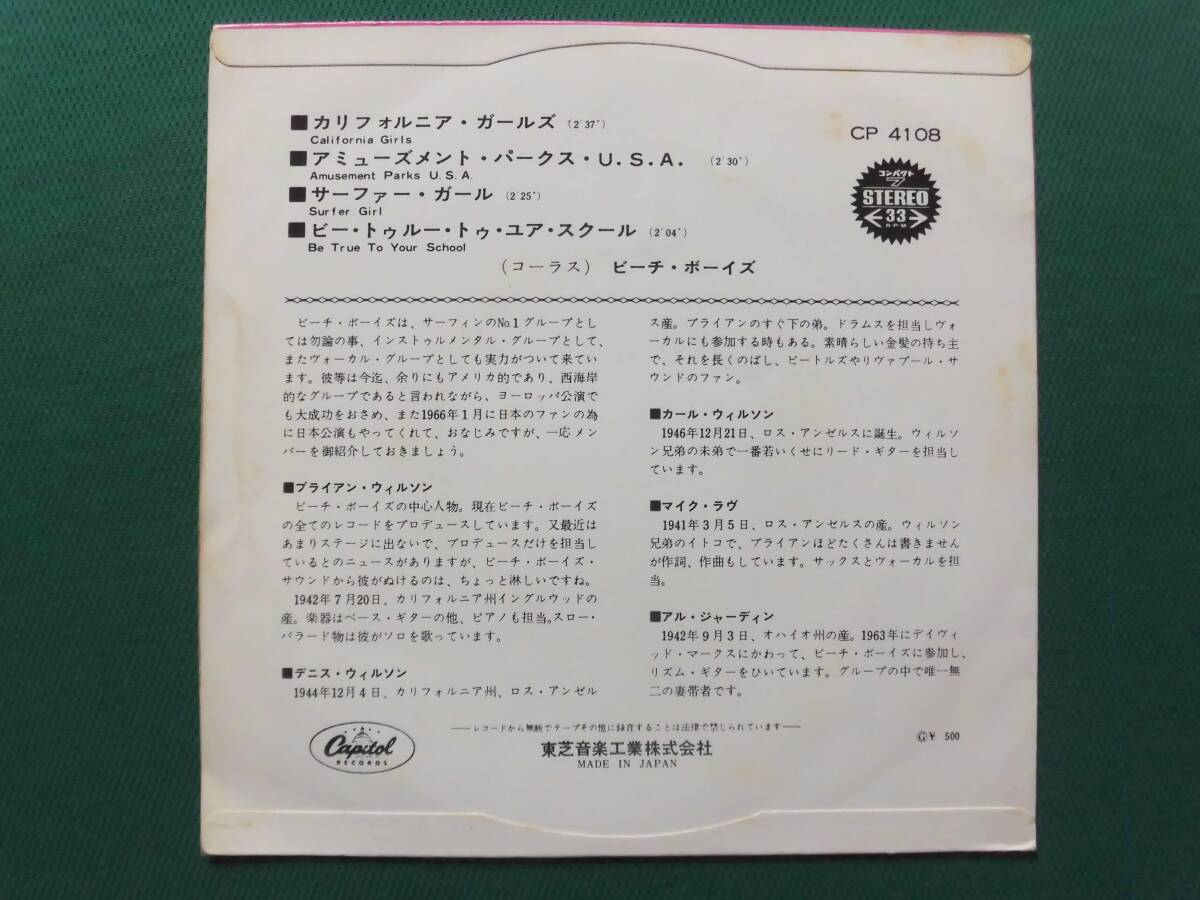 ■カリフォルニア・ガールズ (2'37")
California Girls
■アミューズメント・パークス・U.S.A. (2'30")
Amusement Parks U.S.A.
■サーファー・ガール (2'25")
Surfer Girl
■ビー・トゥルー・トゥ・ユア・スクール (2'04")
Be True To Your School
(コーラス) ビーチ・ボーイズ
CP 4108
コンパクト
7
STEREO
33
RPM
ビーチ・ボーイズは、サーフィンのNo.1グループとし
ては勿論の事、インストゥルメンタル・グループとして、
またヴォーカル・グループとしても実力がついて来てい
ます。彼等は今迄、余りにもアメリカ的であり、西海岸
的なグループであると言われながら、ヨーロッパ公演で
も大成功をおさめ、また1966年1月に日本のファンの為
に日本公演もやってくれて、おなじみですが、一応メン
バーを御紹介しておきましょう。
■ブライアン・ウィルソン
ビーチ・ボーイズの中心人物。現在ビーチ・ボーイズ
の全てのレコードをプロデュースしています。又最近は
あまりステージに出ないで、プロデュースだけを担当し
ているとのニュースがありますが、ビーチ・ボーイズ・
サウンドから彼がぬけるのは、ちょっと淋しいですね。
1942年7月20日、カリフォルニア州イングルウッドの
産。楽器はベース・ギターの他、ピアノも担当。スロー・
バラード物は彼がソロを歌っています。
■デニス・ウィルソン
1944年12月4日、カリフォルニア州、ロス・アンゼル
ス産。ブライアンのすぐ下の弟。ドラムスを担当しヴォ
ーカルにも参加する時もある。素晴らしい金髪の持ち主
で、それを長くのばし、ビートルズやリヴァプール・サ
ウンドのファン。
■カール・ウィルソン
1946年12月21日、ロス・アンゼルスに誕生。ウィルソ
ン兄弟の末弟で一番若いくせにリード・ギターを担当し
ています。
■マイク・ラヴ
1941年3月5日、ロス・アンゼルスの産。ウィルソン
兄弟のイトコで、ブライアンほどたくさんは書きません
が作詞、作曲もしています。サックスとヴォーカルを担
当。
■アル・ジャーディン
1942年9月3日、オハイオ州の産。1963年にデイヴィ
ッド・マークスにかわって、ビーチ・ボーイズに参加し、
リズム・ギターをひいています。グループの中で唯一無
二の妻帯者です。
Capitol
RECORDS
──レコードから無断でテープその他に録音することは法律で禁じられています──
東芝音楽工業株式会社
MADE IN JAPAN
Ⓖ¥ 500